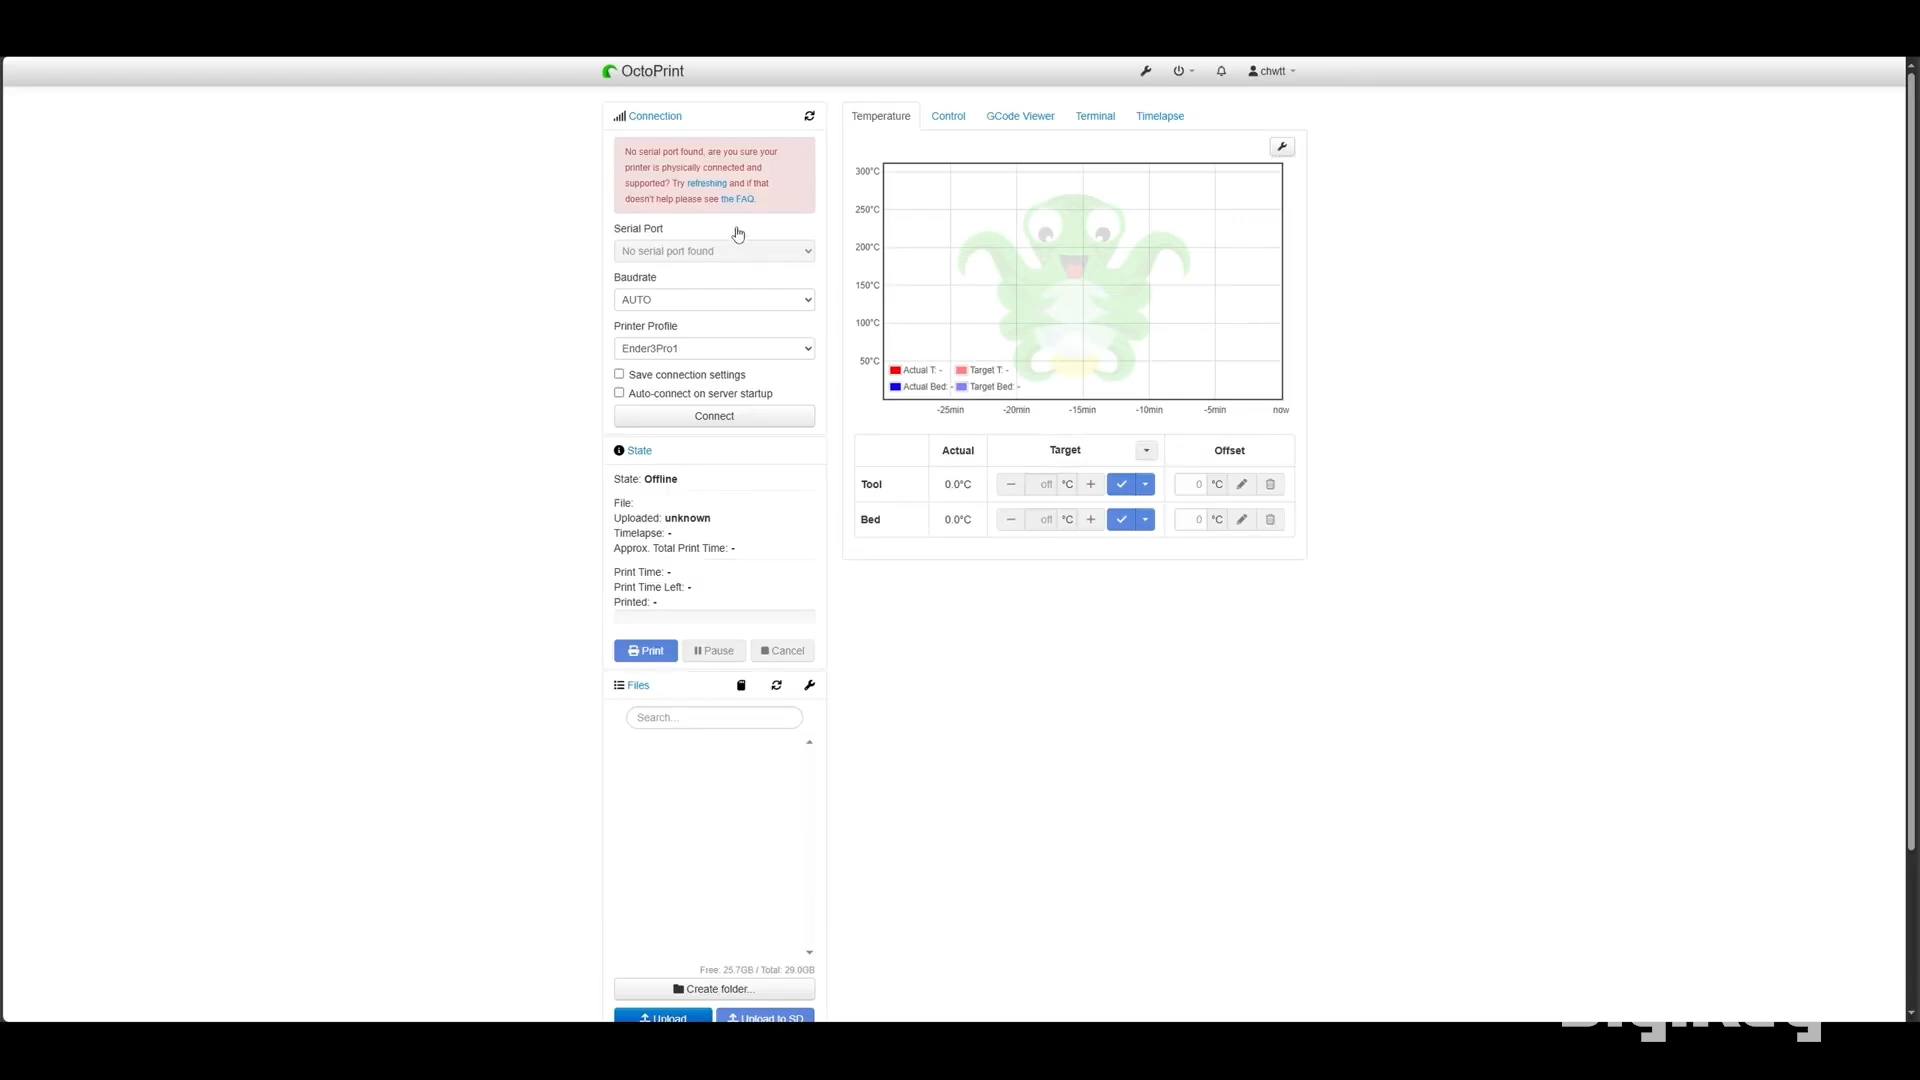 OctoPrint
chwtt
Connection
No serial port found, are you sure your
printer is physically connected and
supported? Try refreshing and if that
doesn't help please see the FAQ.
Serial Port
No serial port found
Baudrate
AUTO
Printer Profile
Ender3Pro1
Save connection settings
Auto-connect on server startup
Connect
State
State: Offline
File:
Uploaded: unknown
Timelapse: -
Approx. Total Print Time: -
Print Time: -
Print Time Left: -
Printed: -
Print Pause Cancel
Files
Search...
Free: 25.7GB / Total: 29.0GB
Create folder...
Upload Upload to SD
Temperature Control GCode Viewer Terminal Timelapse
300°C
250°C
200°C
150°C
100°C
50°C
Actual T: - Target T: -
Actual Bed: - Target Bed: -
-25min -20min -15min -10min -5min now
Actual Target Offset
Tool 0.0°C − off °C + 0 °C
Bed 0.0°C − off °C + 0 °C